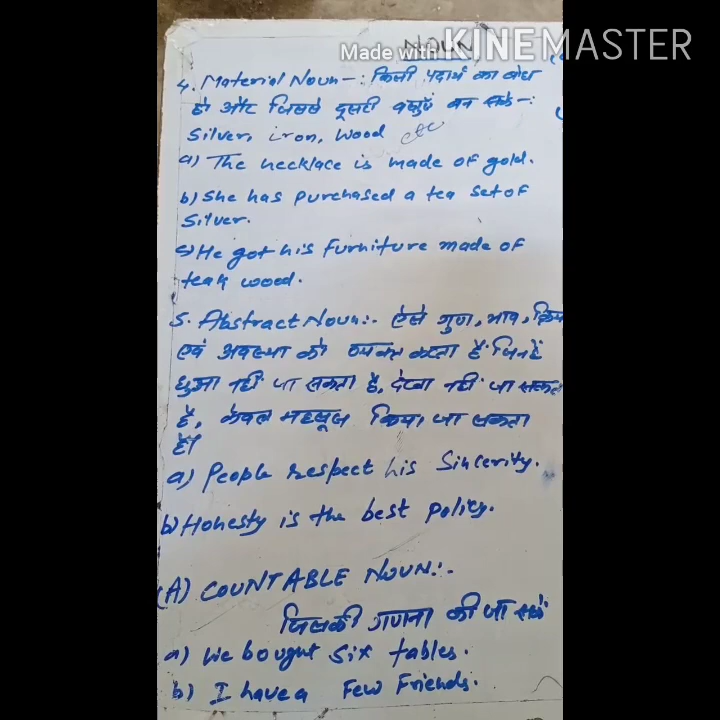 NOUN
Made with KINEMASTER
4. Material Noun -: किसी पदार्थ का बोध
हो और जिससे दूसरी वस्तुएँ बन सके -:
Silver, iron, wood etc
a) The necklace is made of gold.
b) She has purchased a tea set of
Silver.
c) He got his furniture made of
teak wood.
5. Abstract Noun:- ऐसे गुण, भाव, क्रिया
एवं अवस्था को व्यक्त करता है जिन्हें
छुआ नहीं जा सकता है, देखा नहीं जा सकता
है, केवल महसूस किया जा सकता
है।
a) People respect his Sincerity.
b) Honesty is the best policy.
(A) COUNTABLE NOUN:-
जिसकी गणना की जा सके
a) We bought Six tables.
b) I have a Few Friends.